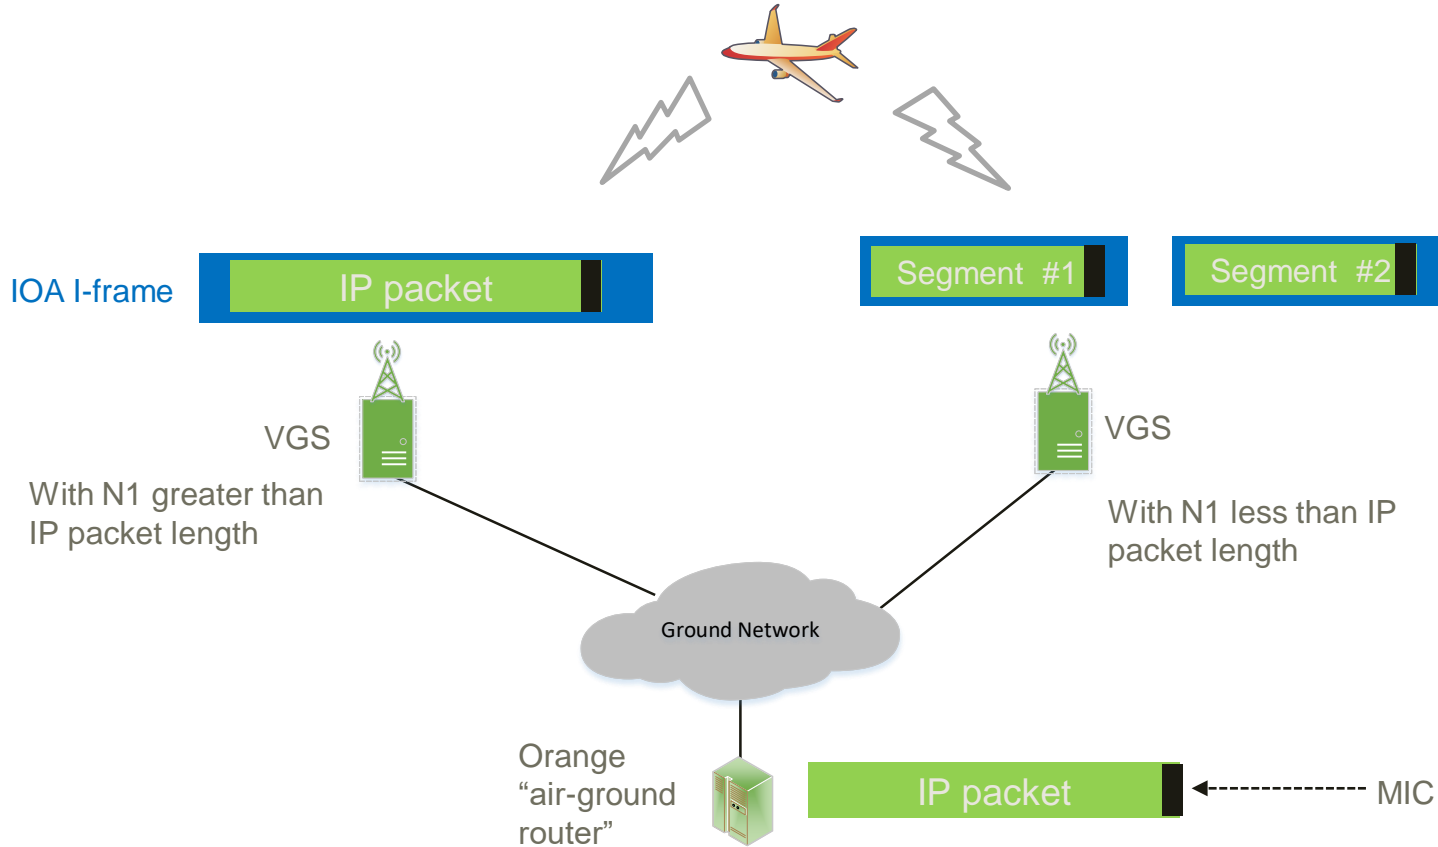 IOA I-frame
IP packet
Segment #1
Segment #2
VGS
VGS
With N1 greater than
IP packet length
With N1 less than IP
packet length
Ground Network
Orange
“air-ground
router”
IP packet
MIC